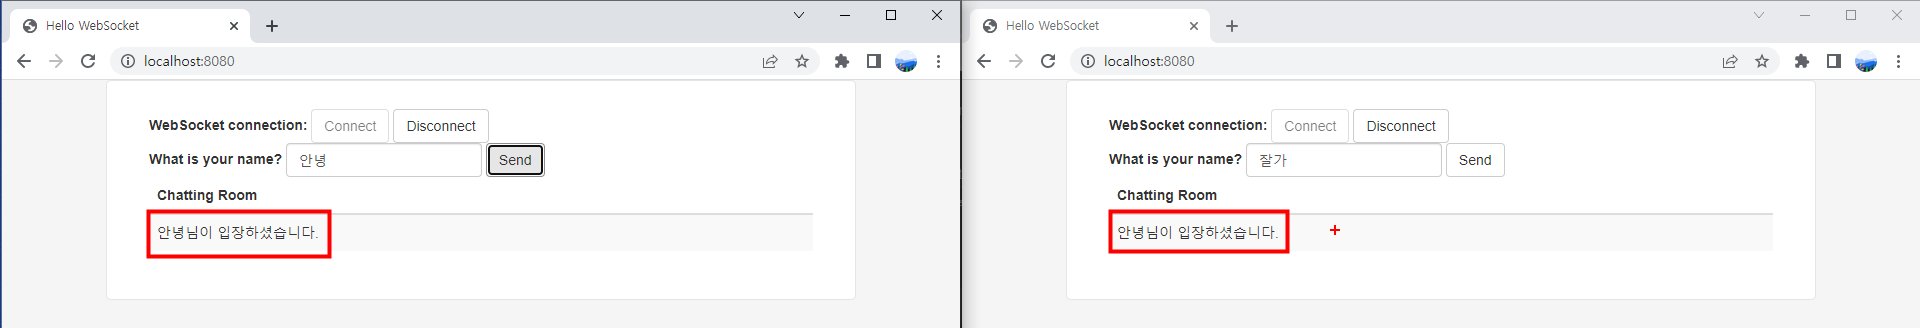 Hello WebSocket
localhost:8080
WebSocket connection: Connect Disconnect
What is your name? 안녕 Send
Chatting Room
안녕님이 입장하셨습니다.
Hello WebSocket
localhost:8080
WebSocket connection: Connect Disconnect
What is your name? 잘가 Send
Chatting Room
안녕님이 입장하셨습니다.